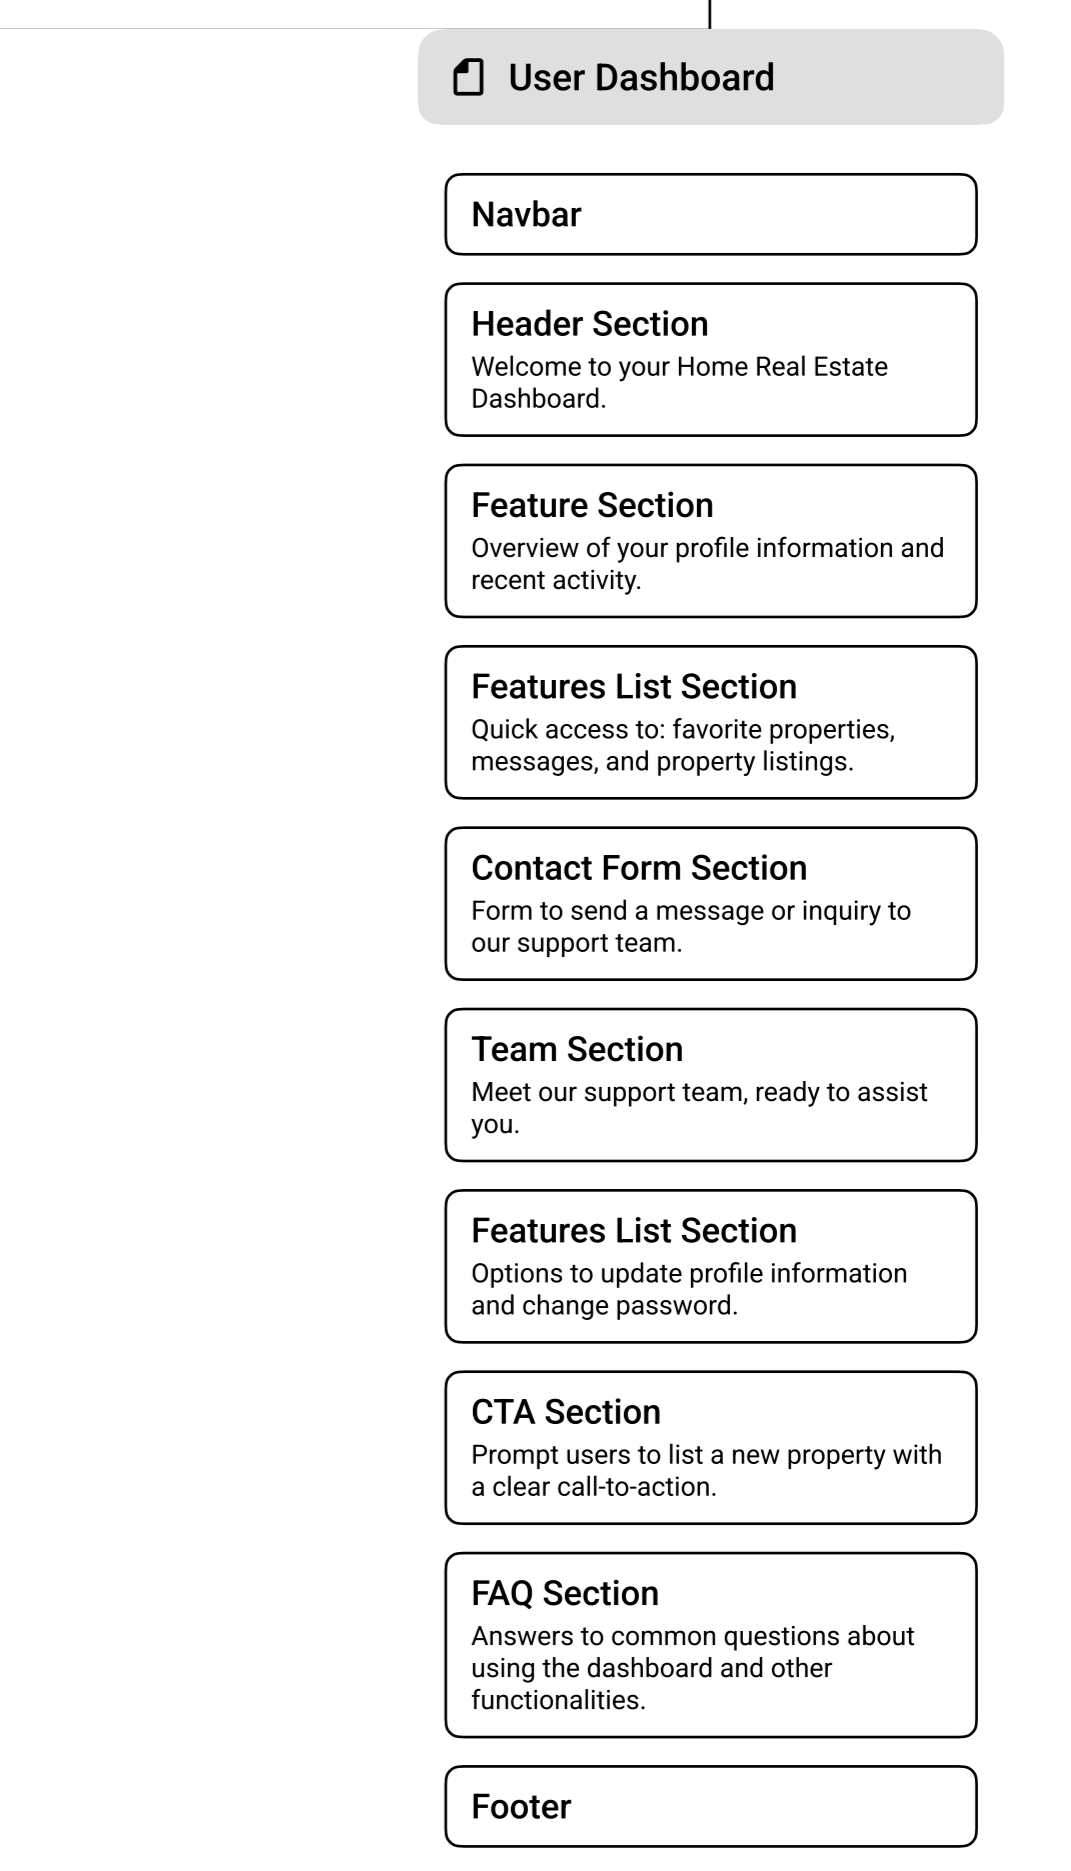 User Dashboard
Navbar
Header Section
Welcome to your Home Real Estate
Dashboard.
Feature Section
Overview of your profile information and
recent activity.
Features List Section
Quick access to: favorite properties,
messages, and property listings.
Contact Form Section
Form to send a message or inquiry to
our support team.
Team Section
Meet our support team, ready to assist
you.
Features List Section
Options to update profile information
and change password.
CTA Section
Prompt users to list a new property with
a clear call-to-action.
FAQ Section
Answers to common questions about
using the dashboard and other
functionalities.
Footer